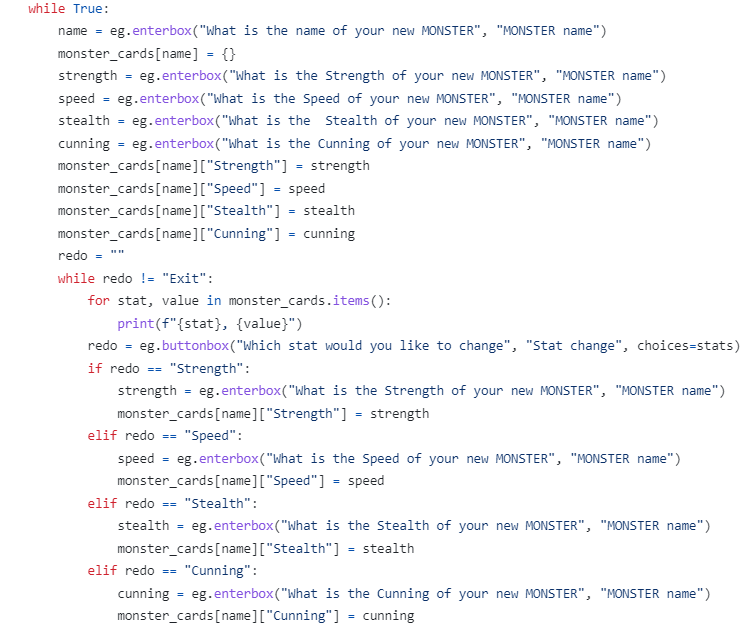 while True:
    name = eg.enterbox("What is the name of your new MONSTER", "MONSTER name")
    monster_cards[name] = {}
    strength = eg.enterbox("What is the Strength of your new MONSTER", "MONSTER name")
    speed = eg.enterbox("What is the Speed of your new MONSTER", "MONSTER name")
    stealth = eg.enterbox("What is the  Stealth of your new MONSTER", "MONSTER name")
    cunning = eg.enterbox("What is the Cunning of your new MONSTER", "MONSTER name")
    monster_cards[name]["Strength"] = strength
    monster_cards[name]["Speed"] = speed
    monster_cards[name]["Stealth"] = stealth
    monster_cards[name]["Cunning"] = cunning
    redo = ""
    while redo != "Exit":
        for stat, value in monster_cards.items():
            print(f"{stat}, {value}")
        redo = eg.buttonbox("Which stat would you like to change", "Stat change", choices=stats)
        if redo == "Strength":
            strength = eg.enterbox("What is the Strength of your new MONSTER", "MONSTER name")
            monster_cards[name]["Strength"] = strength
        elif redo == "Speed":
            speed = eg.enterbox("What is the Speed of your new MONSTER", "MONSTER name")
            monster_cards[name]["Speed"] = speed
        elif redo == "Stealth":
            stealth = eg.enterbox("What is the Stealth of your new MONSTER", "MONSTER name")
            monster_cards[name]["Stealth"] = stealth
        elif redo == "Cunning":
            cunning = eg.enterbox("What is the Cunning of your new MONSTER", "MONSTER name")
            monster_cards[name]["Cunning"] = cunning